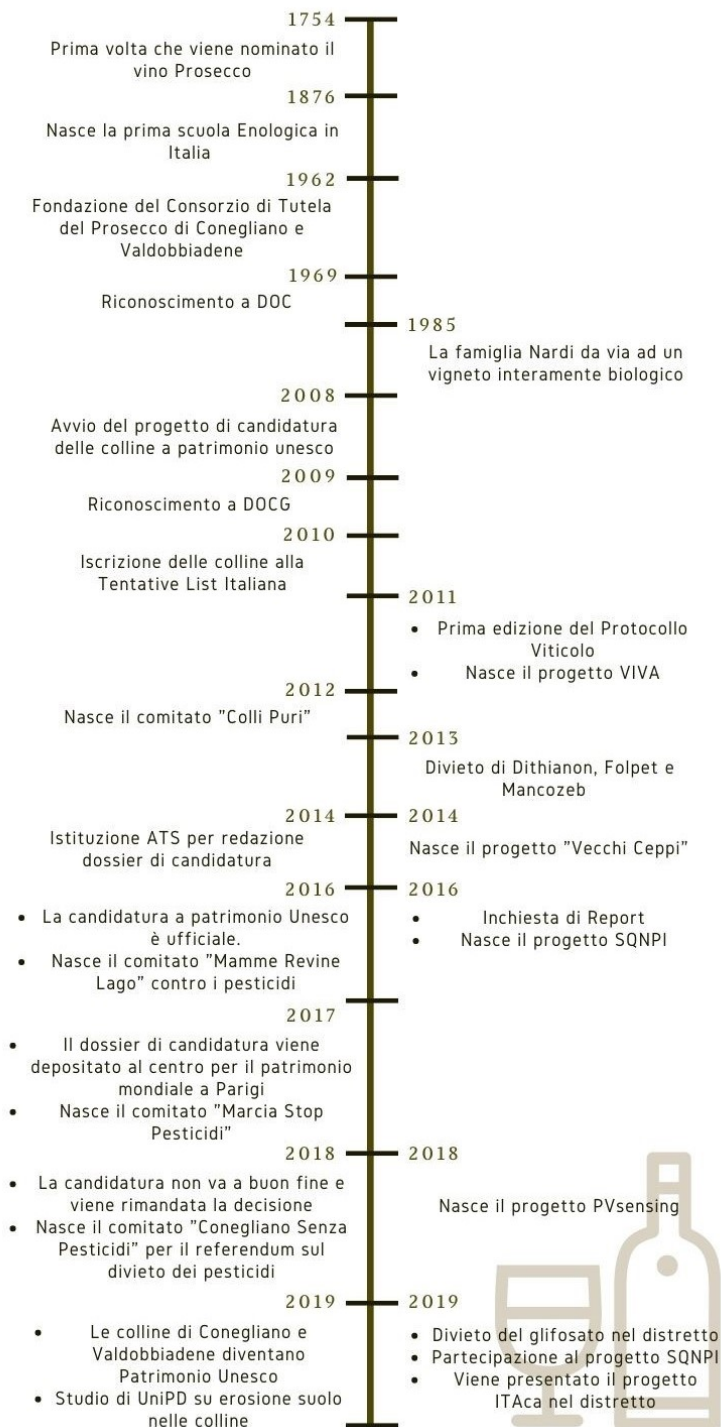 1754
Prima volta che viene nominato il
vino Prosecco
1876
Nasce la prima scuola Enologica in
Italia
1962
Fondazione del Consorzio di Tutela
del Prosecco di Conegliano e
Valdobbiadene
1969
Riconoscimento a DOC
1985
La famiglia Nardi da via ad un
vigneto interamente biologico
2008
Avvio del progetto di candidatura
delle colline a patrimonio unesco
2009
Riconoscimento a DOCG
2010
Iscrizione delle colline alla
Tentative List Italiana
2011
• Prima edizione del Protocollo
Viticolo
• Nasce il progetto VIVA
2012
Nasce il comitato "Colli Puri"
2013
Divieto di Dithianon, Folpet e
Mancozeb
2014
Istituzione ATS per redazione
dossier di candidatura
2014
Nasce il progetto "Vecchi Ceppi"
2016
• La candidatura a patrimonio Unesco
è ufficiale.
• Nasce il comitato "Mamme Revine
Lago" contro i pesticidi
2016
• Inchiesta di Report
• Nasce il progetto SQNPI
2017
• Il dossier di candidatura viene
depositato al centro per il patrimonio
mondiale a Parigi
• Nasce il comitato "Marcia Stop
Pesticidi"
2018
• La candidatura non va a buon fine e
viene rimandata la decisione
• Nasce il comitato "Conegliano Senza
Pesticidi" per il referendum sul
divieto dei pesticidi
2018
Nasce il progetto PVsensing
2019
• Le colline di Conegliano e
Valdobbiadene diventano
Patrimonio Unesco
• Studio di UniPD su erosione suolo
nelle colline
2019
• Divieto del glifosato nel distretto
• Partecipazione al progetto SQNPI
• Viene presentato il progetto
ITAca nel distretto